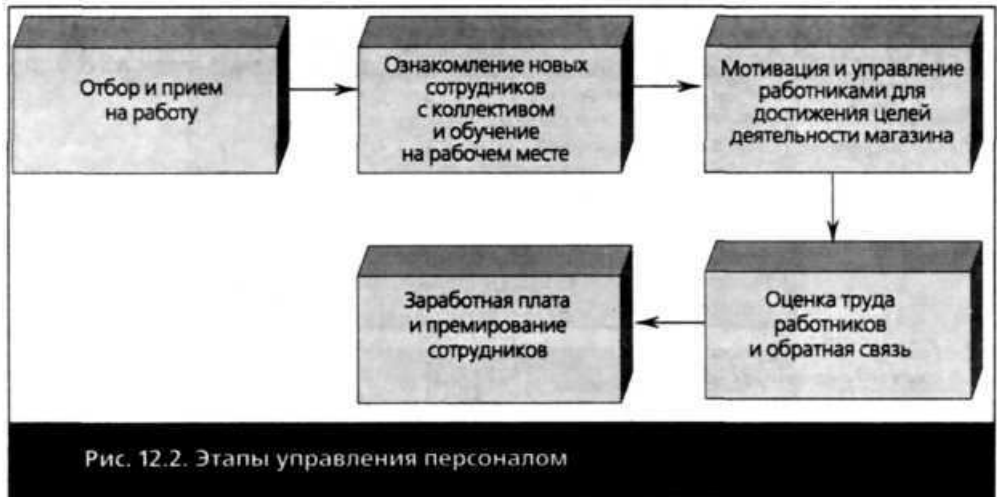 Отбор и прием
на работу
Ознакомление новых
сотрудников
с коллективом
и обучение
на рабочем месте
Мотивация и управление
работниками для
достижения целей
деятельности магазина
Оценка труда
работников
и обратная связь
Заработная плата
и премирование
сотрудников
Рис. 12.2. Этапы управления персоналом